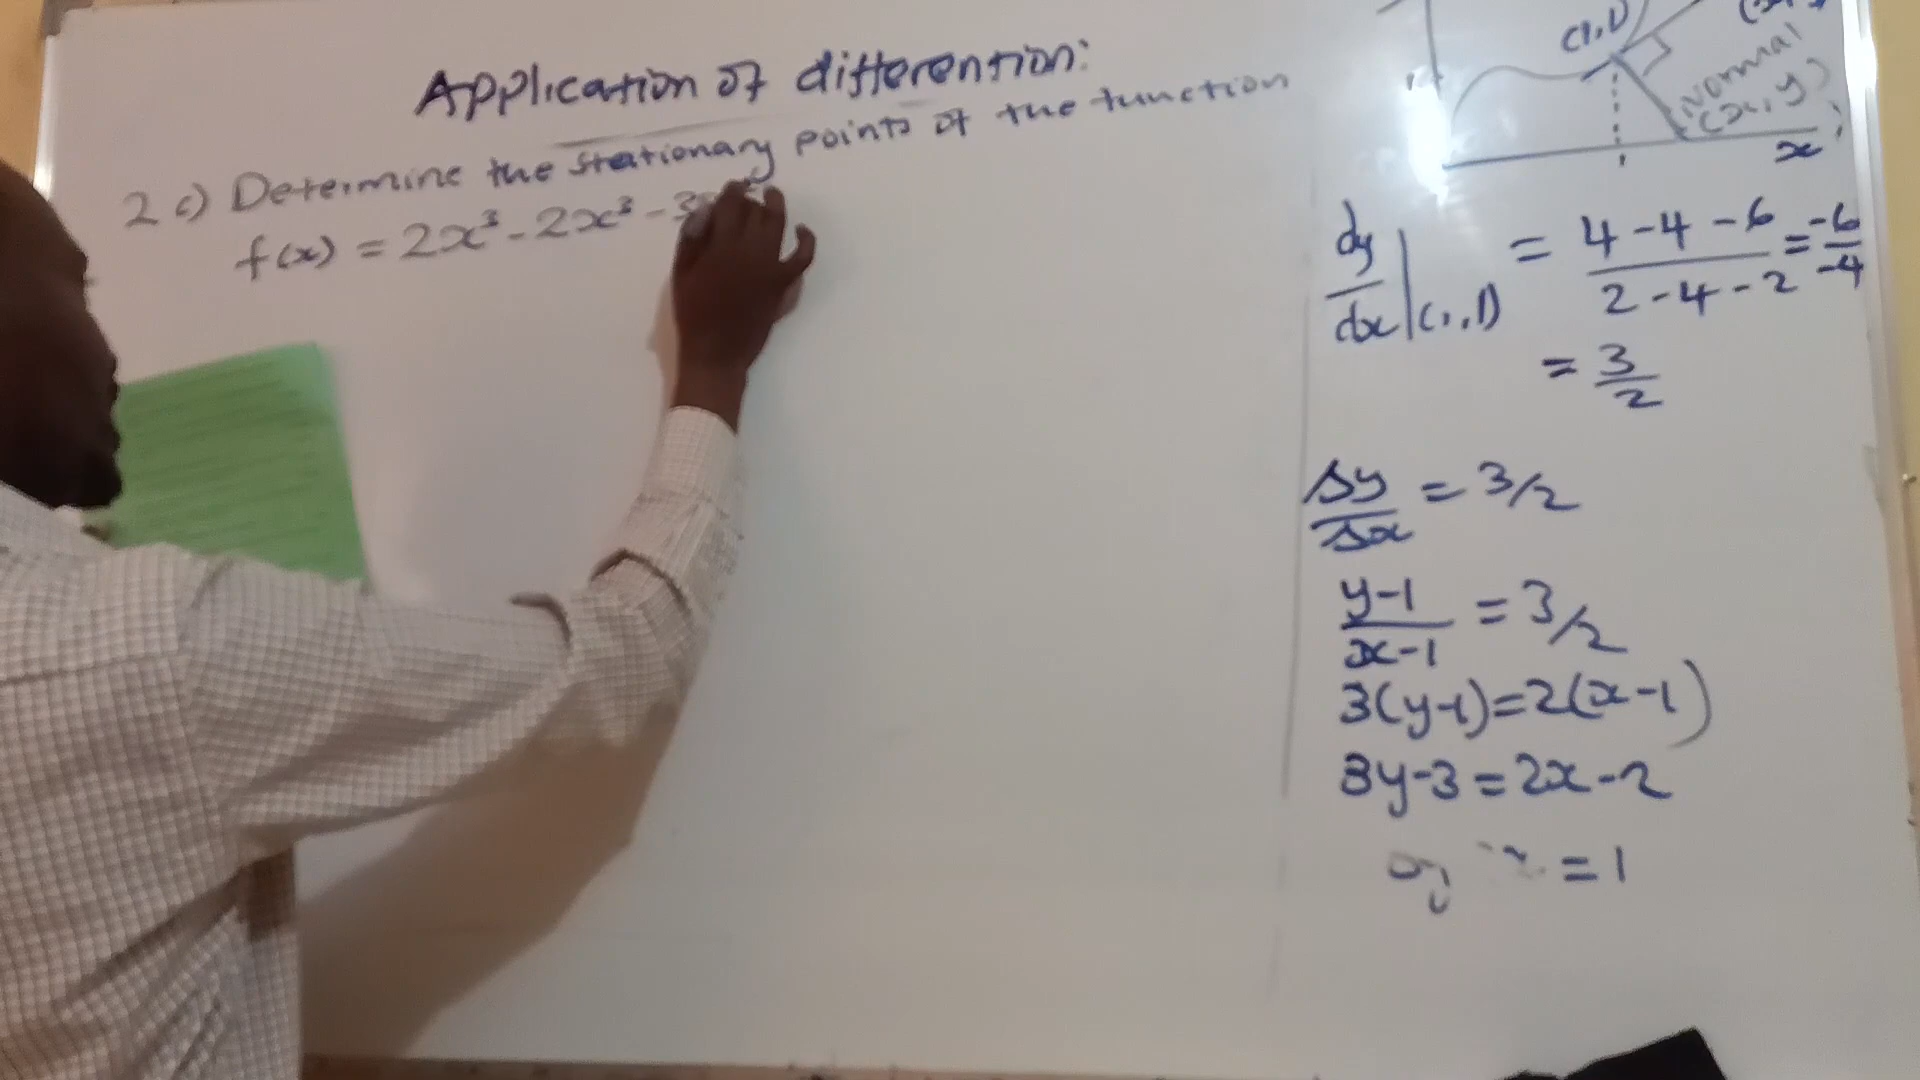 Application of differention:
2c) Determine the stationary points of the function
f(x) = 2x³ - 2x³ - 3
(1,1)
Normal
(x, y)
x
dy/dx|(1,1) = 4-4-6/2-4-2 = -6/-4
= 3/2
Δy/Δx = 3/2
y-1/x-1 = 3/2
3(y-1)=2(x-1)
3y-3=2x-2
= 1